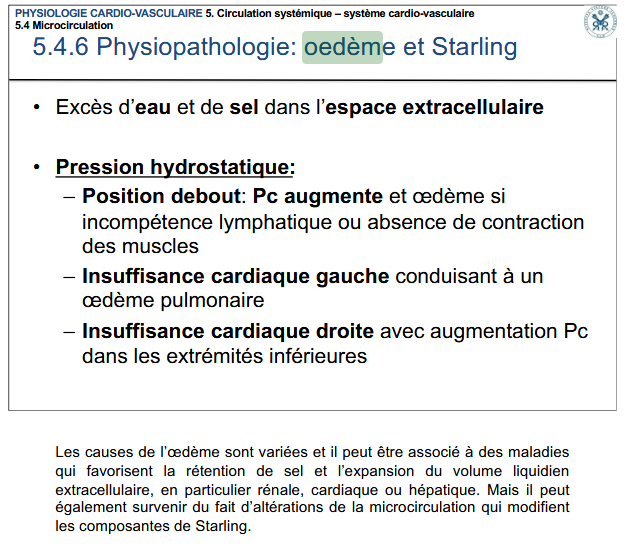 PHYSIOLOGIE CARDIO-VASCULAIRE 5. Circulation systémique – système cardio-vasculaire
5.4 Microcirculation
5.4.6 Physiopathologie: oedème et Starling
• Excès d’eau et de sel dans l’espace extracellulaire
• Pression hydrostatique:
– Position debout: Pc augmente et œdème si
incompétence lymphatique ou absence de contraction
des muscles
– Insuffisance cardiaque gauche conduisant à un
œdème pulmonaire
– Insuffisance cardiaque droite avec augmentation Pc
dans les extrémités inférieures
Les causes de l’œdème sont variées et il peut être associé à des maladies
qui favorisent la rétention de sel et l’expansion du volume liquidien
extracellulaire, en particulier rénale, cardiaque ou hépatique. Mais il peut
également survenir du fait d’altérations de la microcirculation qui modifient
les composantes de Starling.